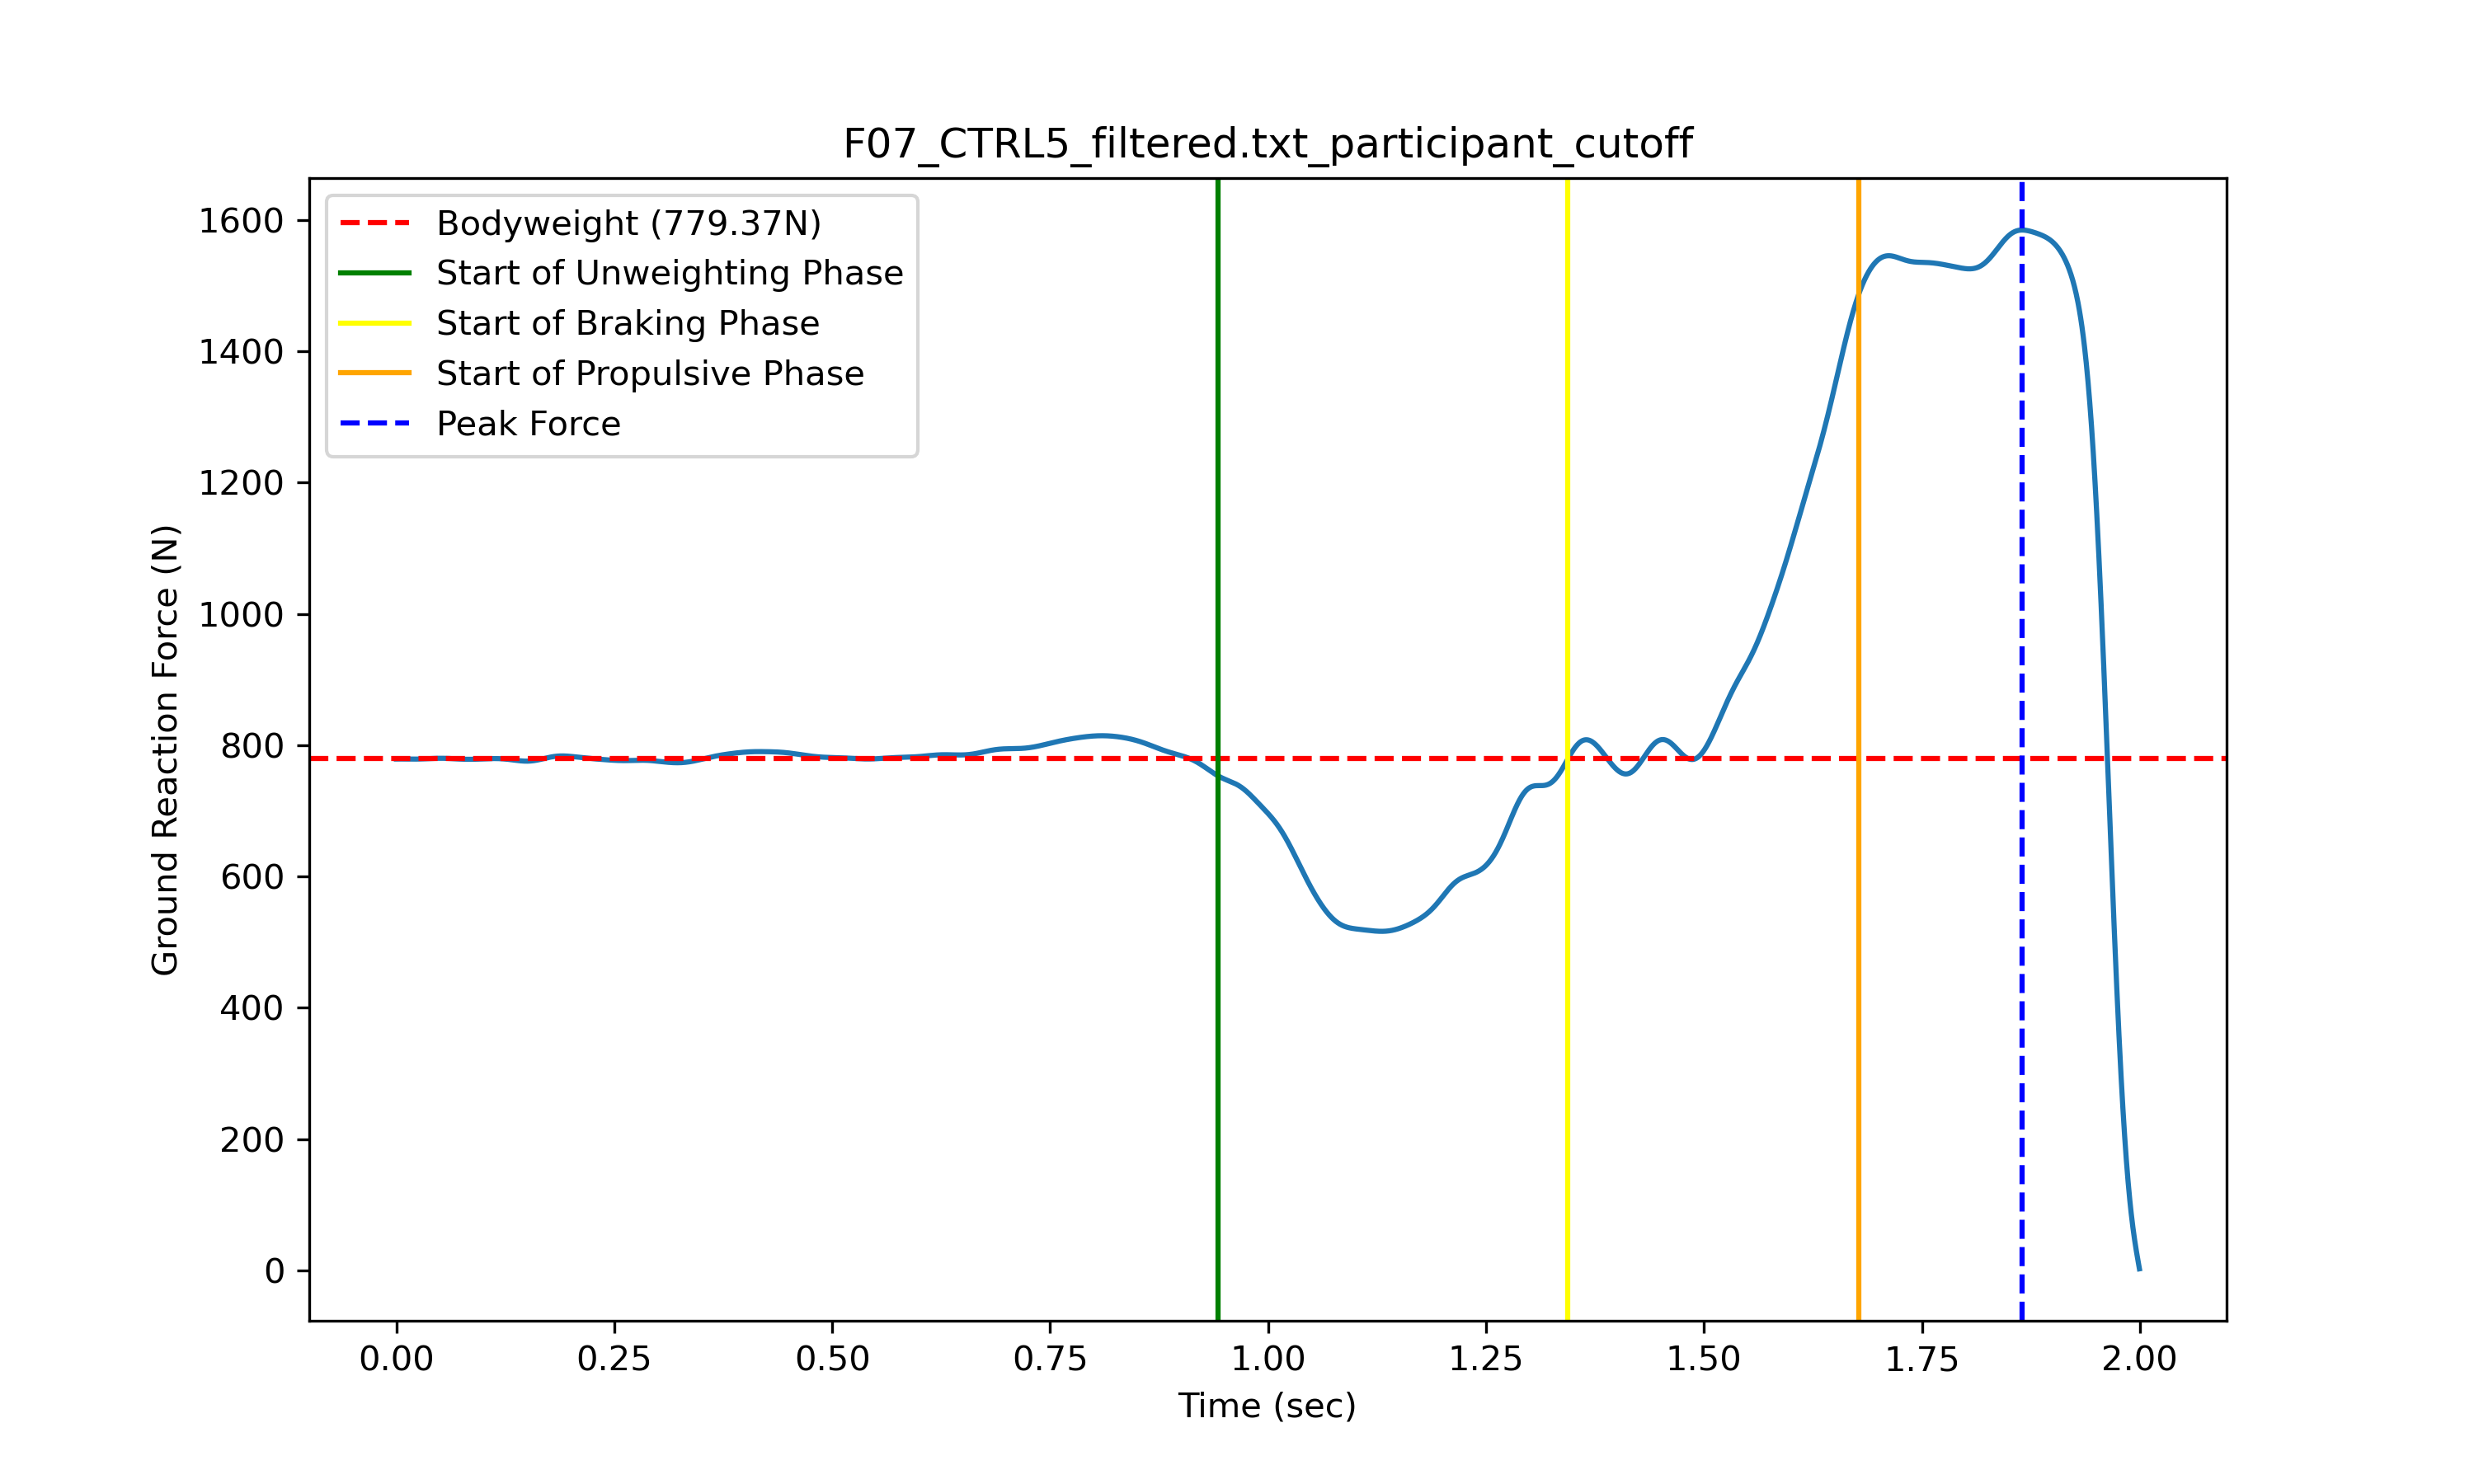 F07_CTRL5_filtered.txt_participant_cutoff
Bodyweight (779.37N)
Start of Unweighting Phase
Start of Braking Phase
Start of Propulsive Phase
Peak Force
Ground Reaction Force (N)
1600
1400
1200
1000
800
600
400
200
0
0.00 0.25 0.50 0.75 1.00 1.25 1.50 1.75 2.00
Time (sec)